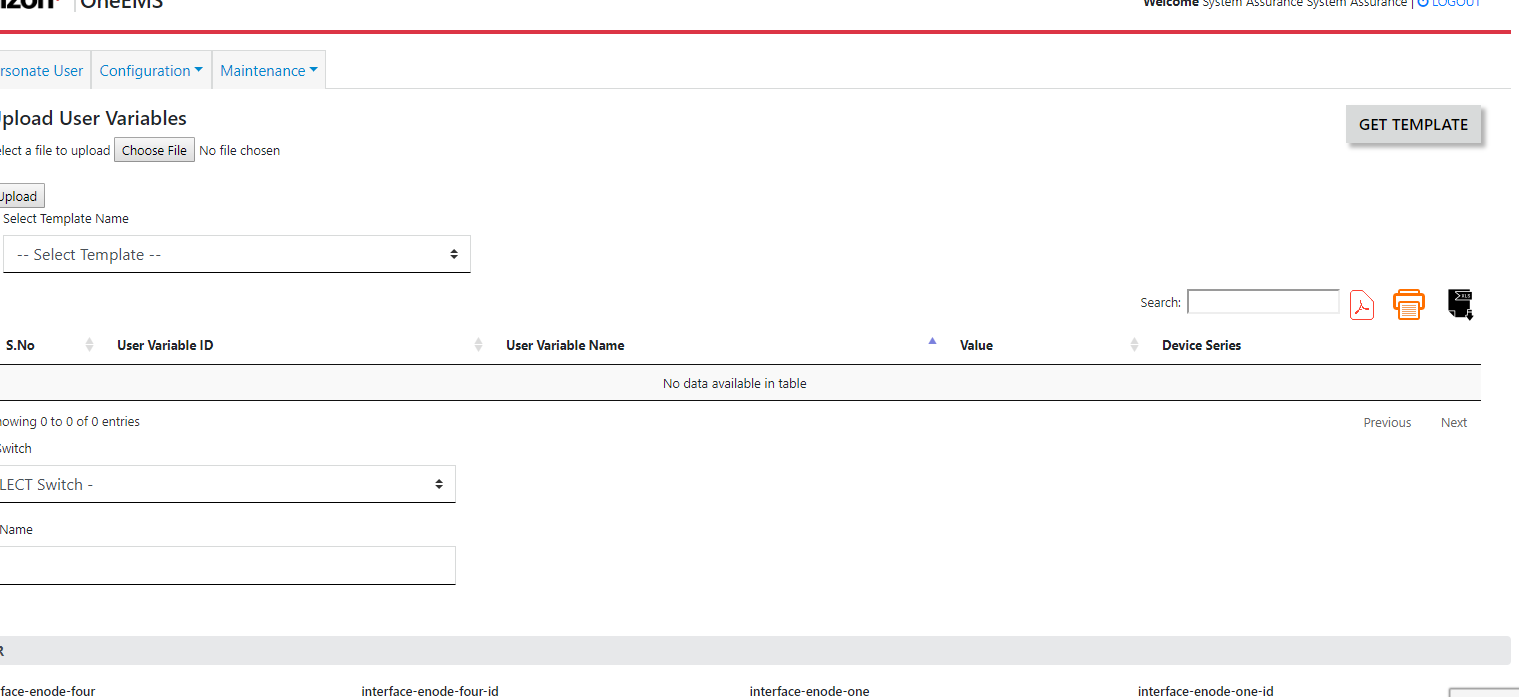 OneEMS
Welcome System Assurance System Assurance | LOGOUT
rsonate User Configuration Maintenance
pload User Variables
GET TEMPLATE
lect a file to upload Choose File No file chosen
Upload
Select Template Name
-- Select Template --
Search:
S.No User Variable ID User Variable Name Value Device Series
No data available in table
howing 0 to 0 of 0 entries
Previous Next
Switch
LECT Switch -
Name
R
face-enode-four interface-enode-four-id interface-enode-one interface-enode-one-id